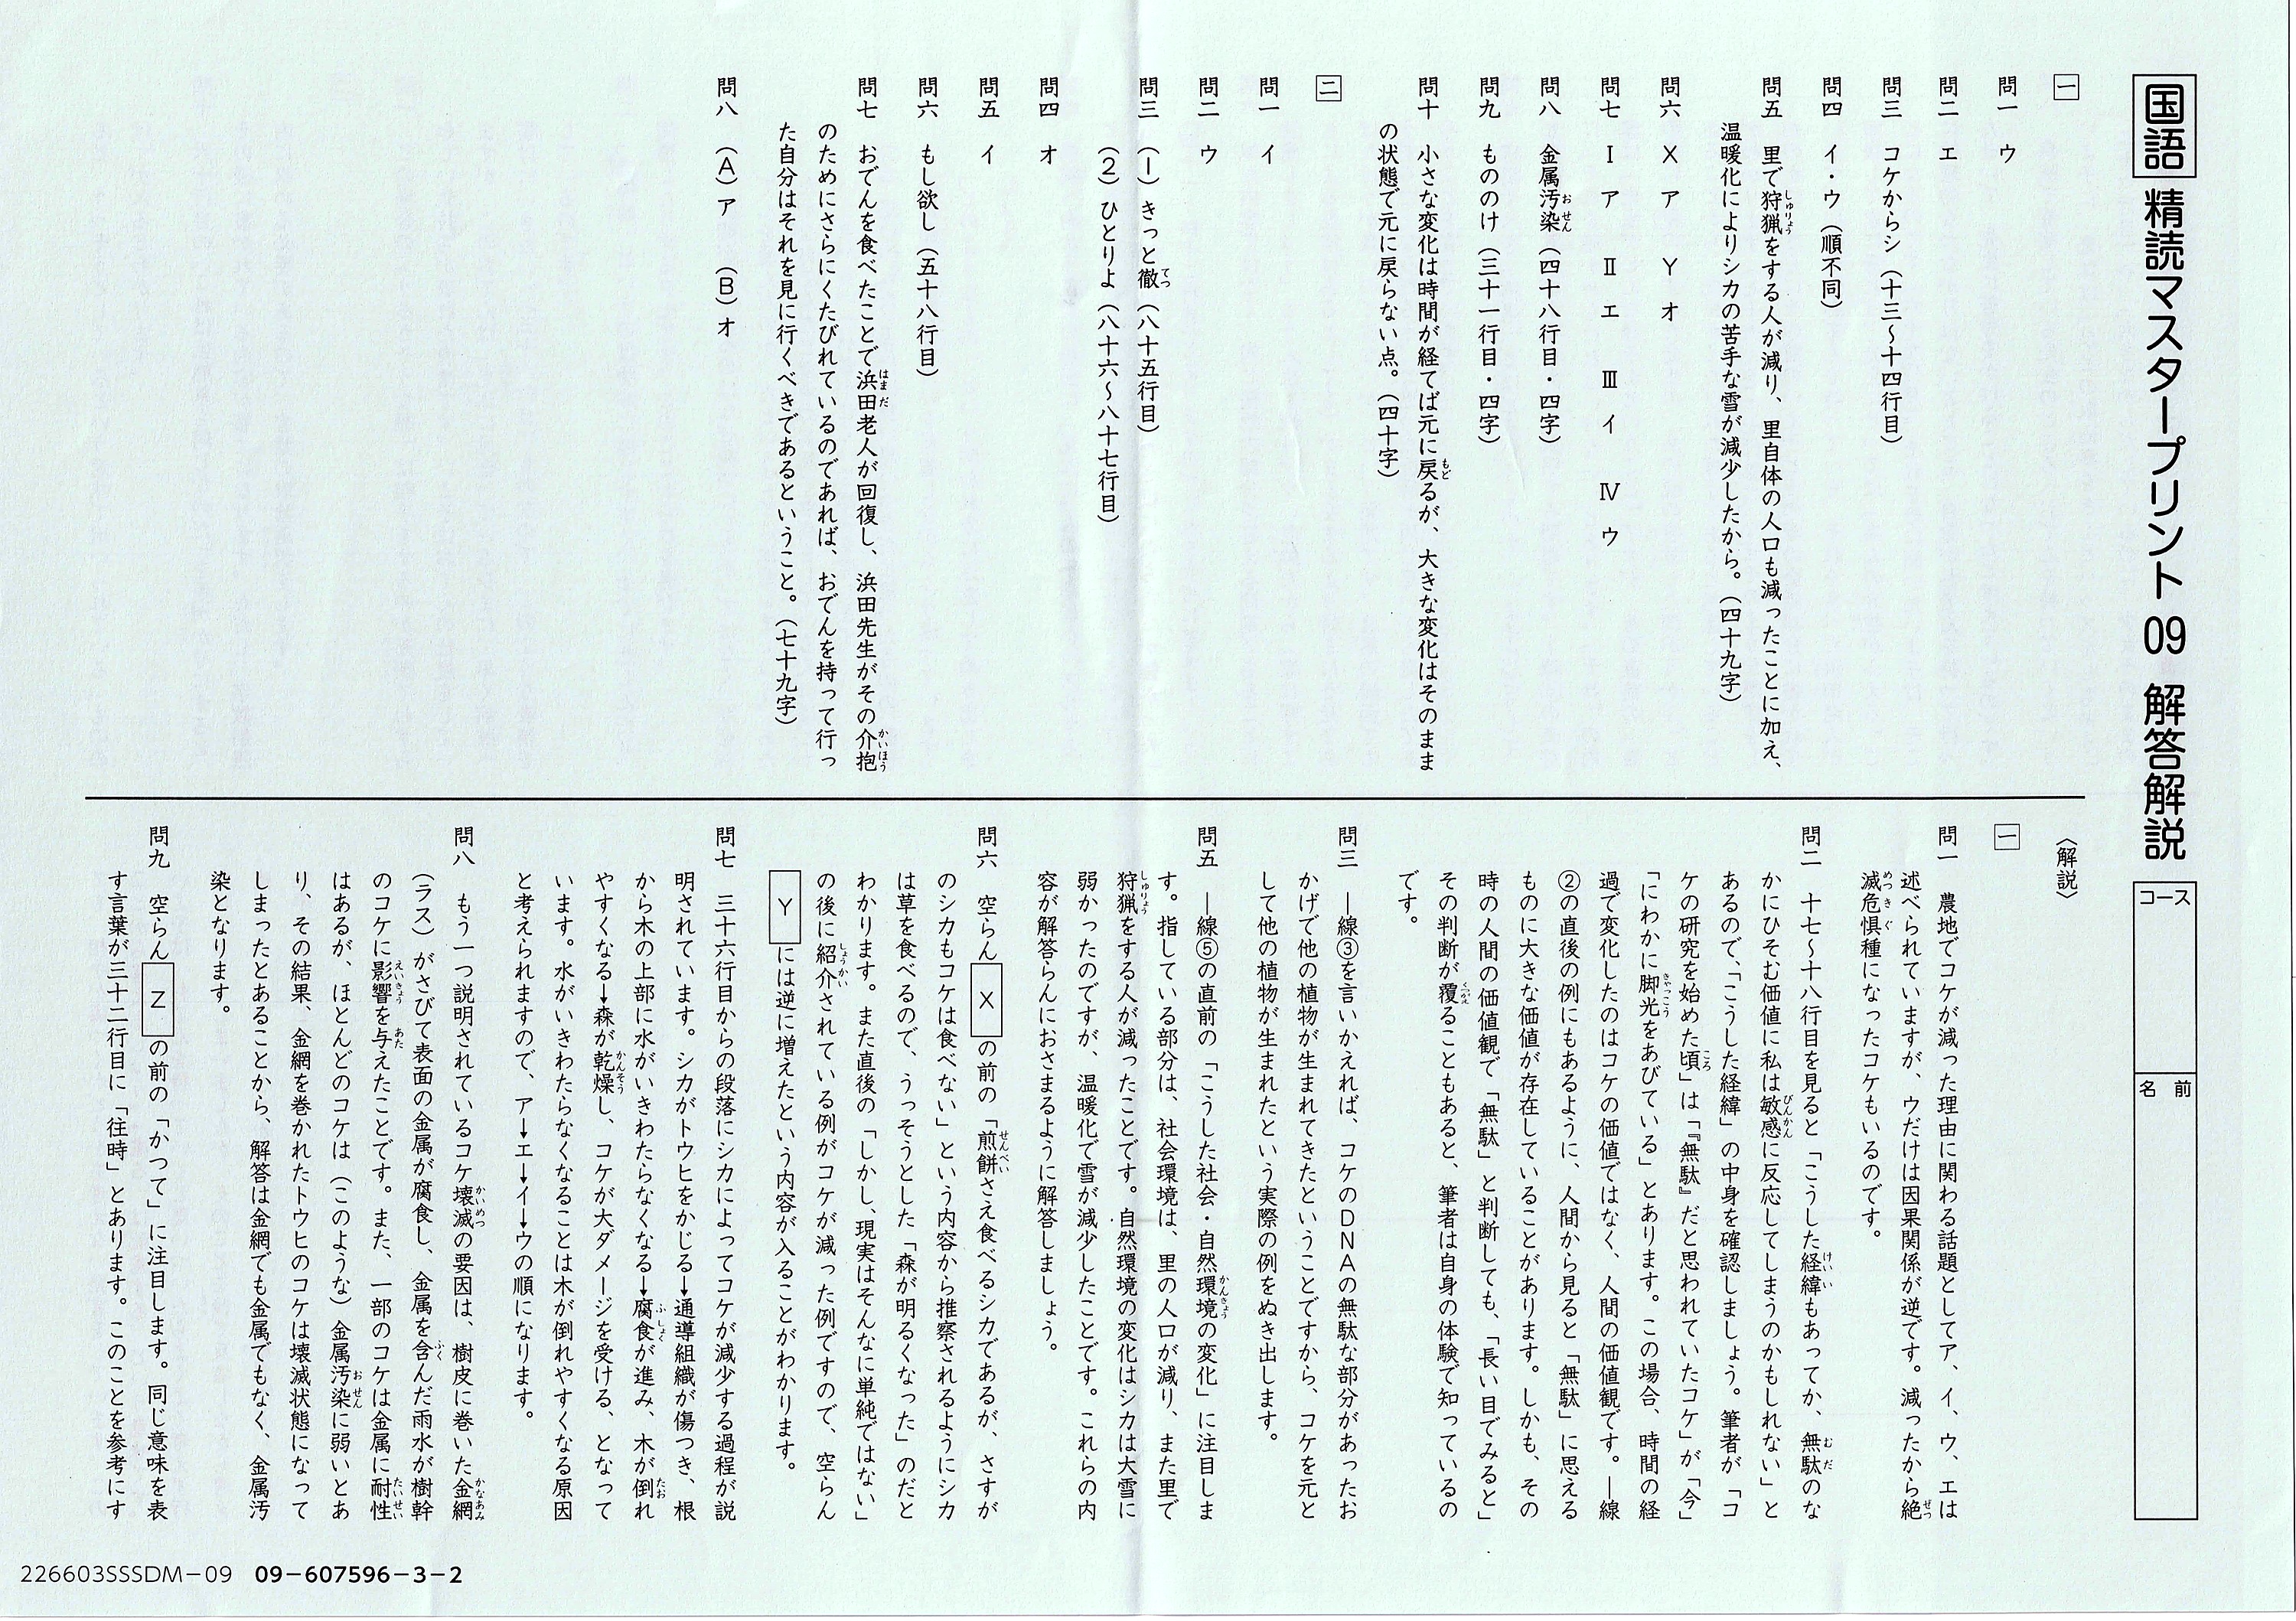 国語 精読マスタープリント 09 解答解説
コース
名 前
一
問一 ウ
問二 エ
問三 コケからシ（十三〜十四行目）
問四 イ・ウ（順不同）
問五 里で狩猟をする人が減り、里自体の人口も減ったことに加え、
温暖化によりシカの苦手な雪が減少したから。（四十九字）
問六 X ア Y オ
問七 Ⅰ ア Ⅱ エ Ⅲ イ Ⅳ ウ
問八 金属汚染（四十八行目・四字）
問九 もののけ（三十一行目・四字）
問十 小さな変化は時間が経てば元に戻るが、大きな変化はそのまま
の状態で元に戻らない点。（四十字）
二
問一 イ
問二 ウ
問三 （1）きっと徹（八十五行目）
（2）ひとりよ（八十六〜八十七行目）
問四 オ
問五 イ
問六 もし欲し（五十八行目）
問七 おでんを食べたことで浜田老人が回復し、浜田先生がその介抱
のためにさらにくたびれているのであれば、おでんを持って行っ
た自分はそれを見に行くべきであるということ。（七十九字）
問八 （A）ア （B）オ
〈解説〉
一
問一 農地でコケが減った理由に関わる話題としてア、イ、ウ、エは
述べられていますが、ウだけは因果関係が逆です。減ったから絶
滅危惧種になったコケもいるのです。
問二 十七〜十八行目を見ると「こうした経緯もあってか、無駄のな
かにひそむ価値に私は敏感に反応してしまうのかもしれない」と
あるので、「こうした経緯」の中身を確認しましょう。筆者が「コ
ケの研究を始めた頃」は「『無駄』だと思われていたコケ」が「今」
「にわかに脚光をあびている」とあります。この場合、時間の経
過で変化したのはコケの価値ではなく、人間の価値観です。―線
②の直後の例にもあるように、人間から見ると「無駄」に思える
ものに大きな価値が存在していることがあります。しかも、その
時の人間の価値観で「無駄」と判断しても、「長い目でみると」
その判断が覆ることもあると、筆者は自身の体験で知っているの
です。
問三 ―線③を言いかえれば、コケのＤＮＡの無駄な部分があったお
かげで他の植物が生まれてきたということですから、コケを元と
して他の植物が生まれたという実際の例をぬき出します。
問五 ―線⑤の直前の「こうした社会・自然環境の変化」に注目しま
す。指している部分は、社会環境は、里の人口が減り、また里で
狩猟をする人が減ったことです。自然環境の変化はシカは大雪に
弱かったのですが、温暖化で雪が減少したことです。これらの内
容が解答らんにおさまるように解答しましょう。
問六 空らん X の前の「煎餅さえ食べるシカであるが、さすが
のシカもコケは食べない」という内容から推察されるようにシカ
は草を食べるので、うっそうとした「森が明るくなった」のだと
わかります。また直後の「しかし、現実はそんなに単純ではない」
の後に紹介されている例がコケが減った例ですので、空らん
Y には逆に増えたという内容が入ることがわかります。
問七 三十六行目からの段落にシカによってコケが減少する過程が説
明されています。シカがトウヒをかじる→通導組織が傷つき、根
から木の上部に水がいきわたらなくなる→腐食が進み、木が倒れ
やすくなる→森が乾燥し、コケが大ダメージを受ける、となって
います。水がいきわたらなくなることは木が倒れやすくなる原因
と考えられますので、ア→エ→イ→ウの順になります。
問八 もう一つ説明されているコケ壊滅の要因は、樹皮に巻いた金網
（ラス）がさびて表面の金属が腐食し、金属を含んだ雨水が樹幹
のコケに影響を与えたことです。また、一部のコケは金属に耐性
はあるが、ほとんどのコケは（このような）金属汚染に弱いとあ
り、その結果、金網を巻かれたトウヒのコケは壊滅状態になって
しまったとあることから、解答は金網でも金属でもなく、金属汚
染となります。
問九 空らん Z の前の「かつて」に注目します。同じ意味を表
す言葉が三十二行目に「往時」とあります。このことを参考にす
226603SSSDM−09 09−607596−3−2